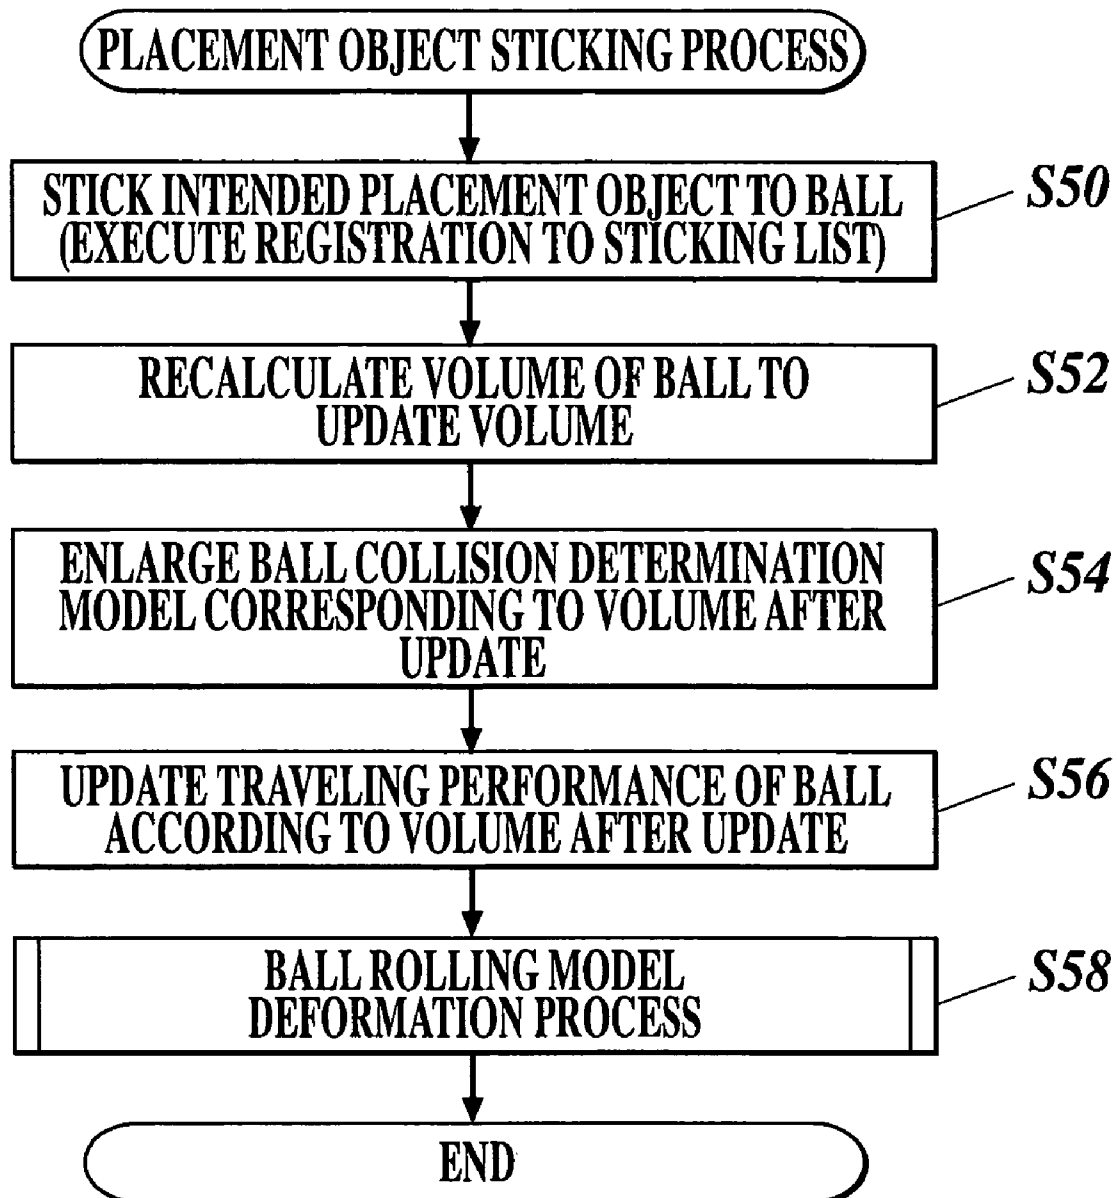 PLACEMENT OBJECT STICKING PROCESS
STICK INTENDED PLACEMENT OBJECT TO BALL
(EXECUTE REGISTRATION TO STICKING LIST)
S50
RECALCULATE VOLUME OF BALL TO
UPDATE VOLUME
S52
ENLARGE BALL COLLISION DETERMINATION
MODEL CORRESPONDING TO VOLUME AFTER
UPDATE
S54
UPDATE TRAVELING PERFORMANCE OF BALL
ACCORDING TO VOLUME AFTER UPDATE
S56
BALL ROLLING MODEL
DEFORMATION PROCESS
S58
END